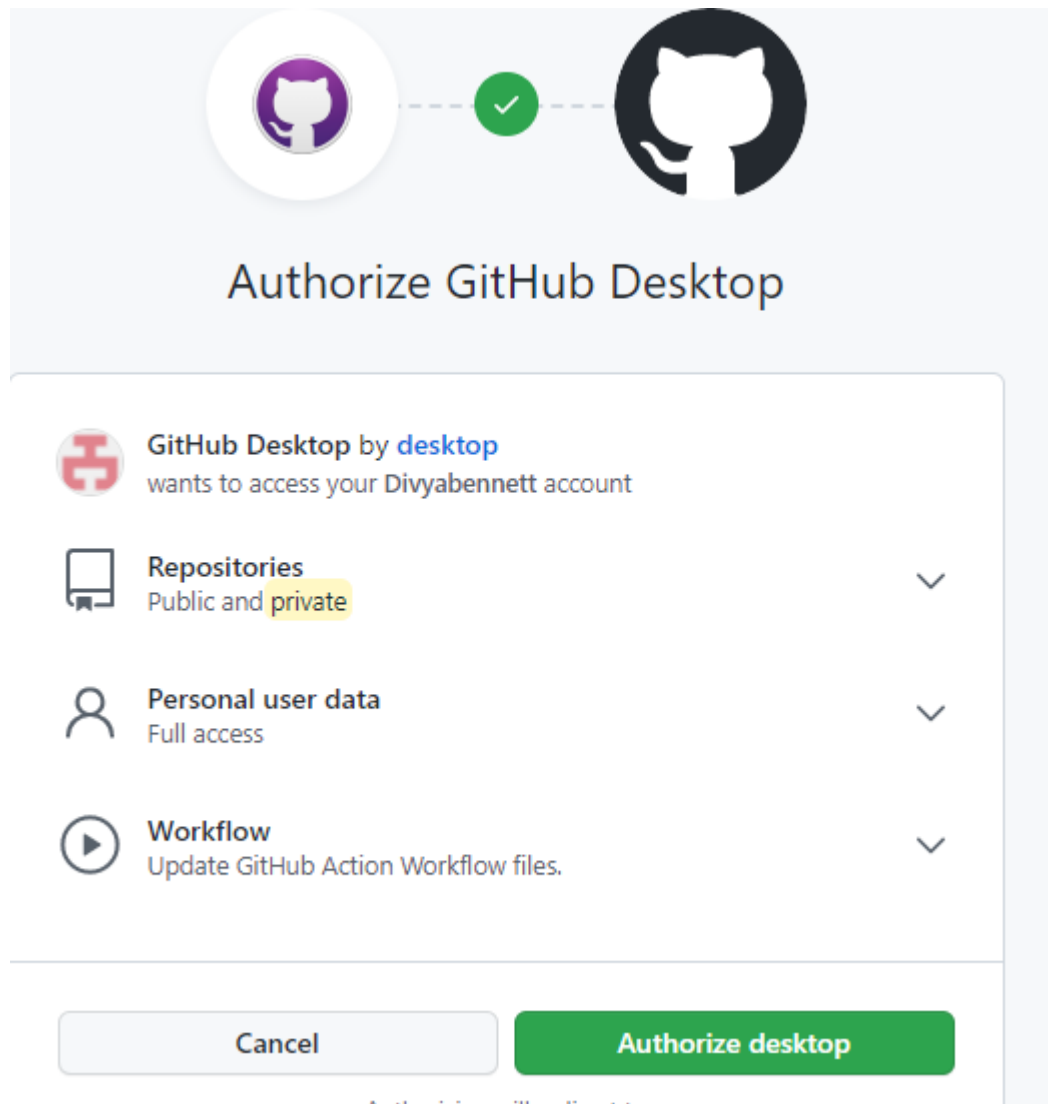 Authorize GitHub Desktop
GitHub Desktop by desktop
wants to access your Divyabennett account
Repositories
Public and private
Personal user data
Full access
Workflow
Update GitHub Action Workflow files.
Cancel
Authorize desktop